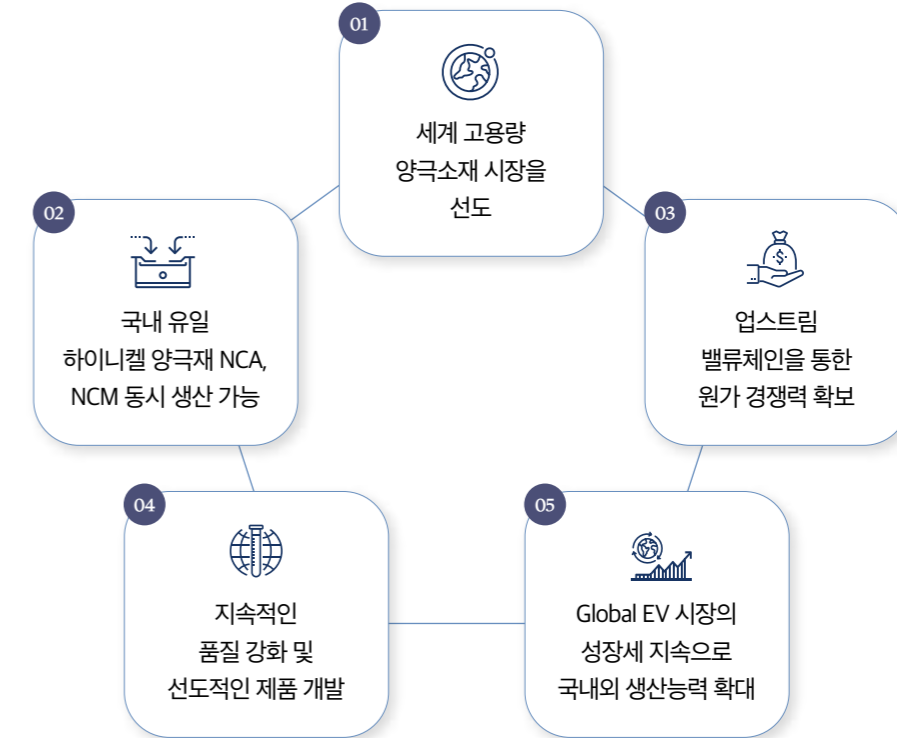 01
세계 고용량
양극소재 시장을
선도
02
국내 유일
하이니켈 양극재 NCA,
NCM 동시 생산 가능
03
업스트림
밸류체인을 통한
원가 경쟁력 확보
04
지속적인
품질 강화 및
선도적인 제품 개발
05
Global EV 시장의
성장세 지속으로
국내외 생산능력 확대